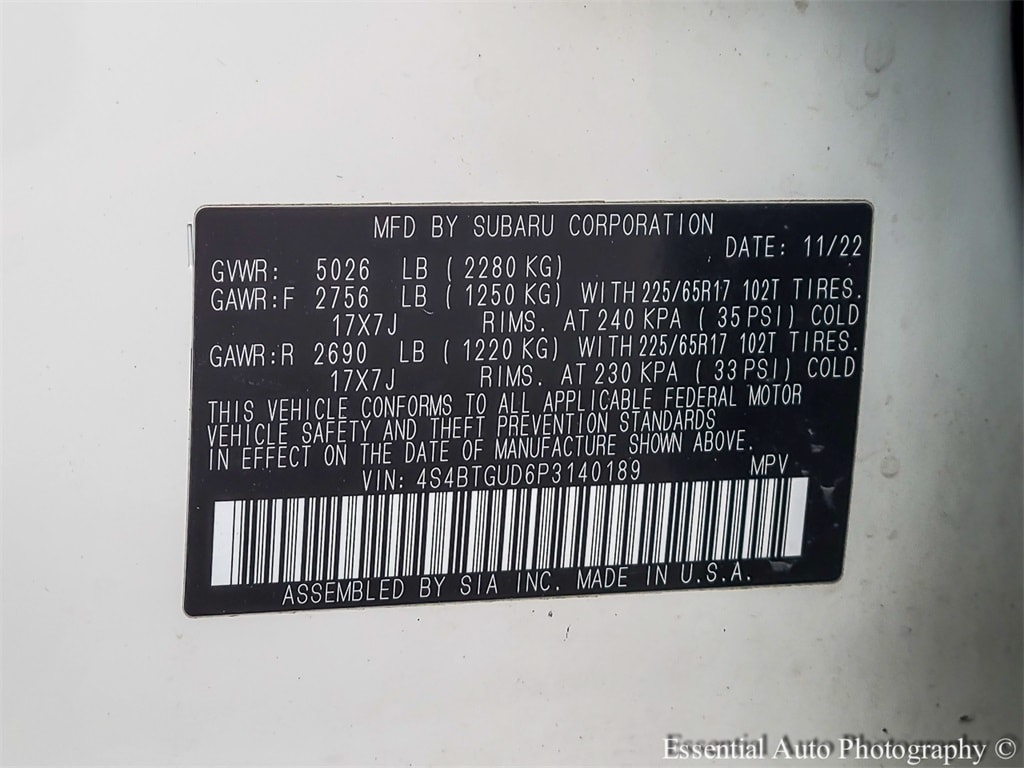 MFD BY SUBARU CORPORATION
DATE: 11/22
GVWR: 5026 LB ( 2280 KG)
GAWR:F 2756 LB ( 1250 KG) WITH 225/65R17 102T TIRES.
17X7J RIMS. AT 240 KPA ( 35 PSI) COLD
GAWR:R 2690 LB ( 1220 KG) WITH 225/65R17 102T TIRES.
17X7J RIMS. AT 230 KPA ( 33 PSI) COLD
THIS VEHICLE CONFORMS TO ALL APPLICABLE FEDERAL MOTOR
VEHICLE SAFETY AND THEFT PREVENTION STANDARDS
IN EFFECT ON THE DATE OF MANUFACTURE SHOWN ABOVE.
VIN: 4S4BTGUD6P3140189 MPV
ASSEMBLED BY SIA INC. MADE IN U.S.A.
Essential Auto Photography ©